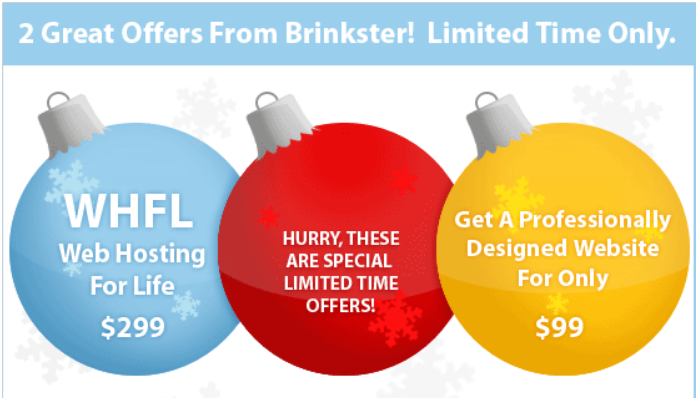 2 Great Offers From Brinkster!  Limited Time Only.
WHFL
Web Hosting
For Life
$299
HURRY, THESE
ARE SPECIAL
LIMITED TIME
OFFERS!
Get A Professionally
Designed Website
For Only
$99